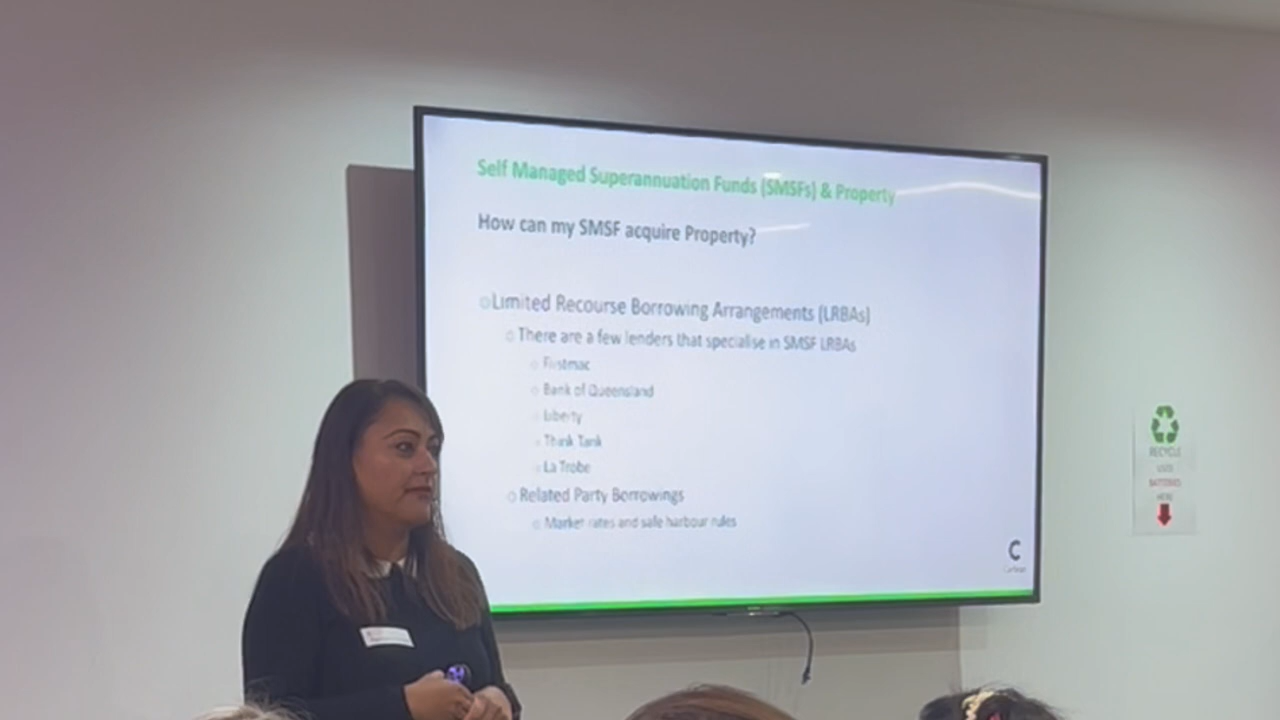 Self Managed Superannuation Funds (SMSFs) & Property
How can my SMSF acquire Property?
Limited Recourse Borrowing Arrangements (LRBAs)
There are a few lenders that specialise in SMSF LRBAs
Firstmac
Bank of Queensland
Liberty
Think Tank
La Trobe
Related Party Borrowings
Market rates and safe harbour rules
C
RECYCLE
USED
BATTERIES
HERE